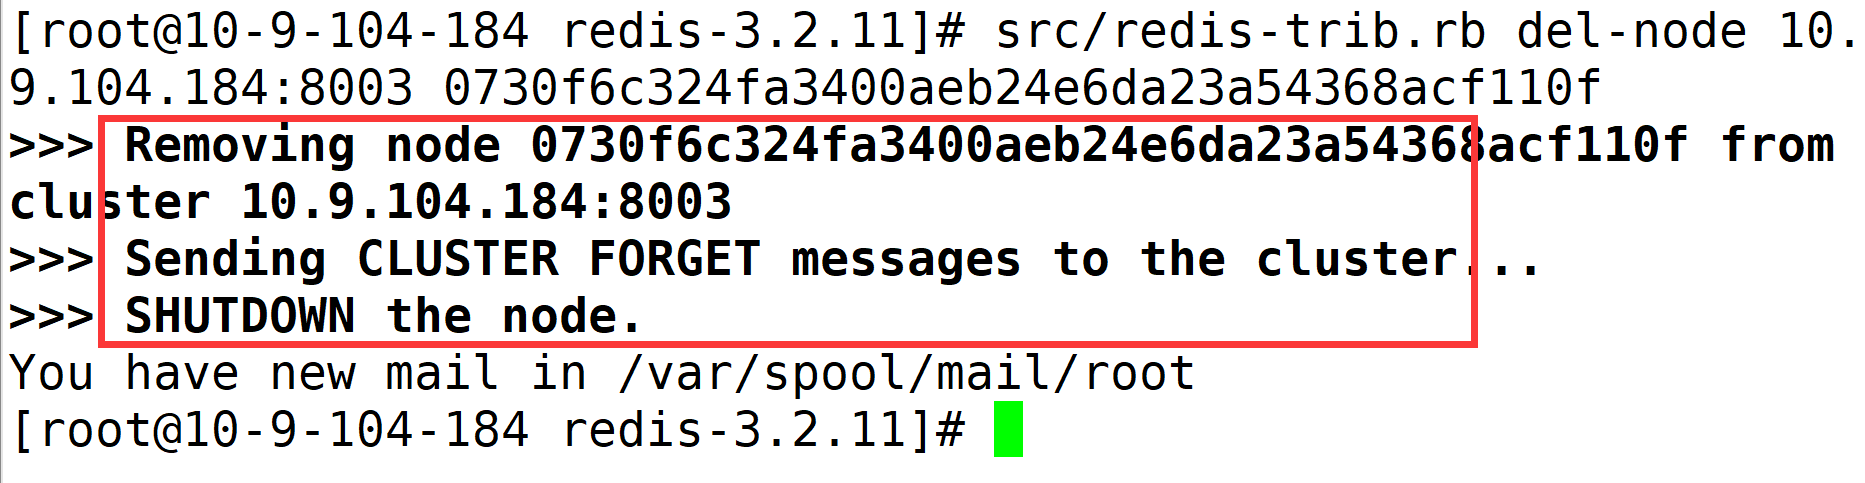 [root@10-9-104-184 redis-3.2.11]# src/redis-trib.rb del-node 10.
9.104.184:8003 0730f6c324fa3400aeb24e6da23a54368acf110f
>>> Removing node 0730f6c324fa3400aeb24e6da23a54368acf110f from
cluster 10.9.104.184:8003
>>> Sending CLUSTER FORGET messages to the cluster...
>>> SHUTDOWN the node.
You have new mail in /var/spool/mail/root
[root@10-9-104-184 redis-3.2.11]#